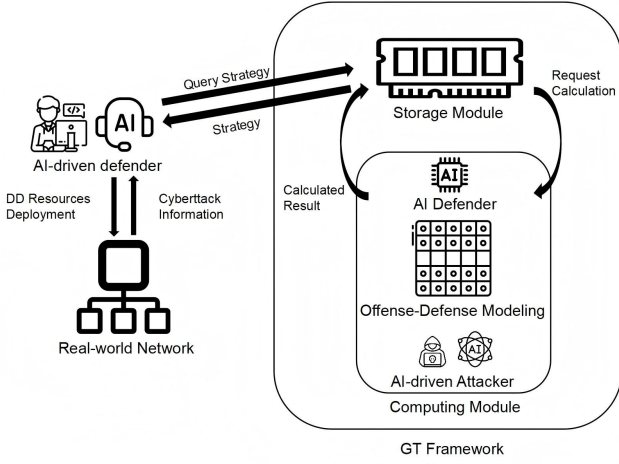 Query Strategy
Strategy
Request
Calculation
Storage Module
</>
AI
AI-driven defender
DD Resources
Deployment
Cyberttack
Information
Calculated
Result
AI
AI Defender
Offense-Defense Modeling
Real-world Network
AI
AI-driven Attacker
Computing Module
GT Framework